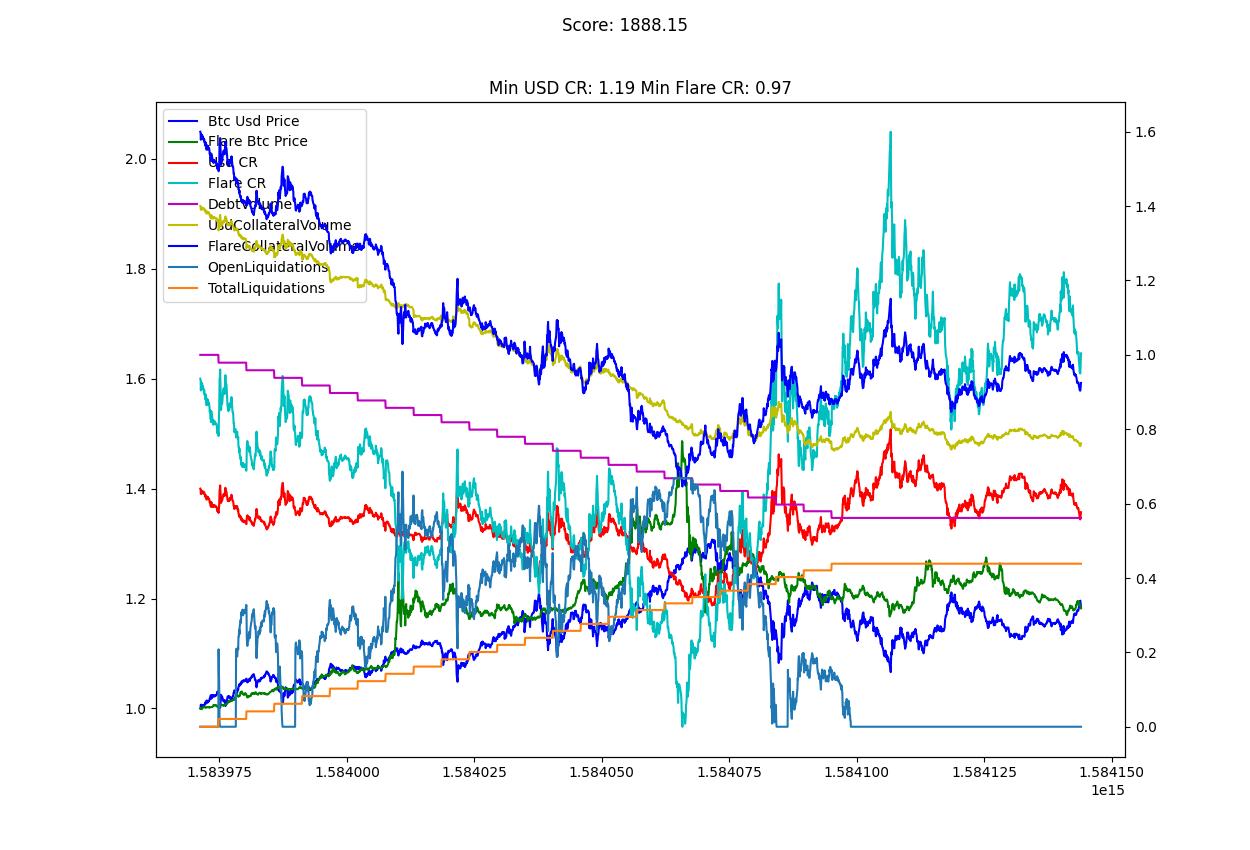 Score: 1888.15
Min USD CR: 1.19 Min Flare CR: 0.97
Btc Usd Price
Flare Btc Price
Usd CR
Flare CR
DebtVolume
UsdCollateralVolume
FlareCollateralVolume
OpenLiquidations
TotalLiquidations
2.0
1.8
1.6
1.4
1.2
1.0
1.6
1.4
1.2
1.0
0.8
0.6
0.4
0.2
0.0
1.583975
1.584000
1.584025
1.584050
1.584075
1.584100
1.584125
1.584150
1e15